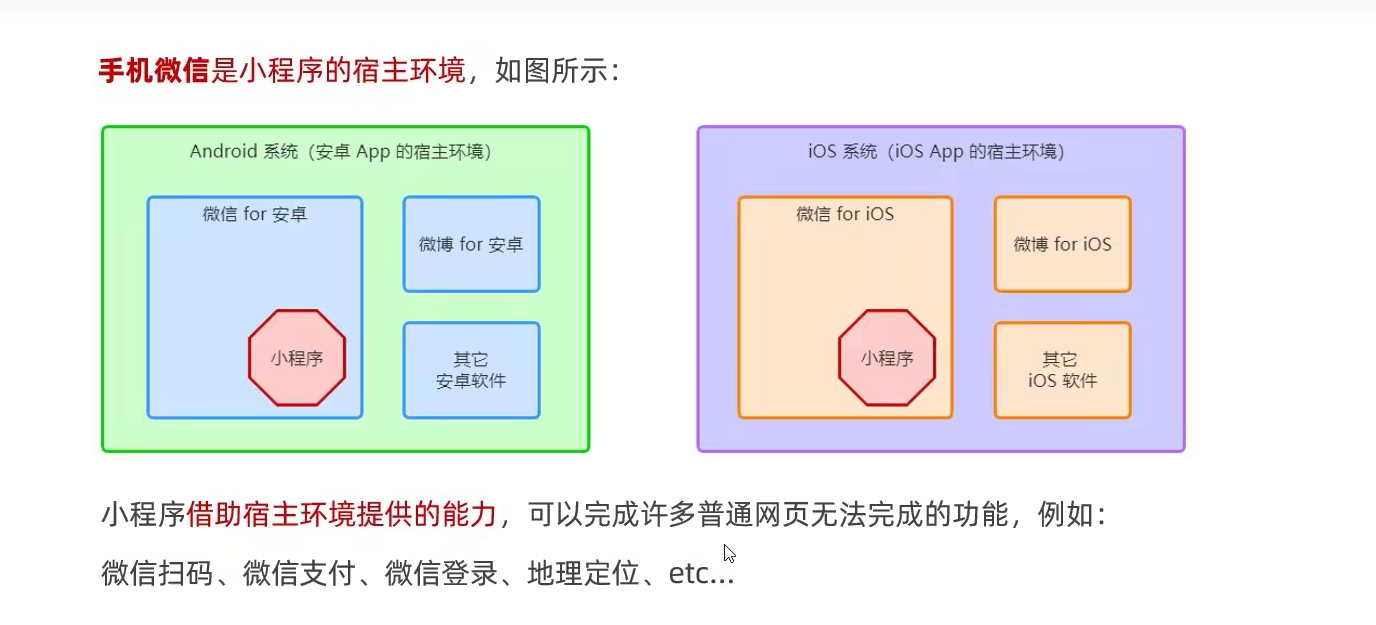 手机微信是小程序的宿主环境，如图所示：
Android 系统（安卓 App 的宿主环境）
微信 for 安卓
微博 for 安卓
小程序
其它
安卓软件
iOS 系统（iOS App 的宿主环境）
微信 for iOS
微博 for iOS
小程序
其它
iOS 软件
小程序借助宿主环境提供的能力，可以完成许多普通网页无法完成的功能，例如：
微信扫码、微信支付、微信登录、地理定位、etc...